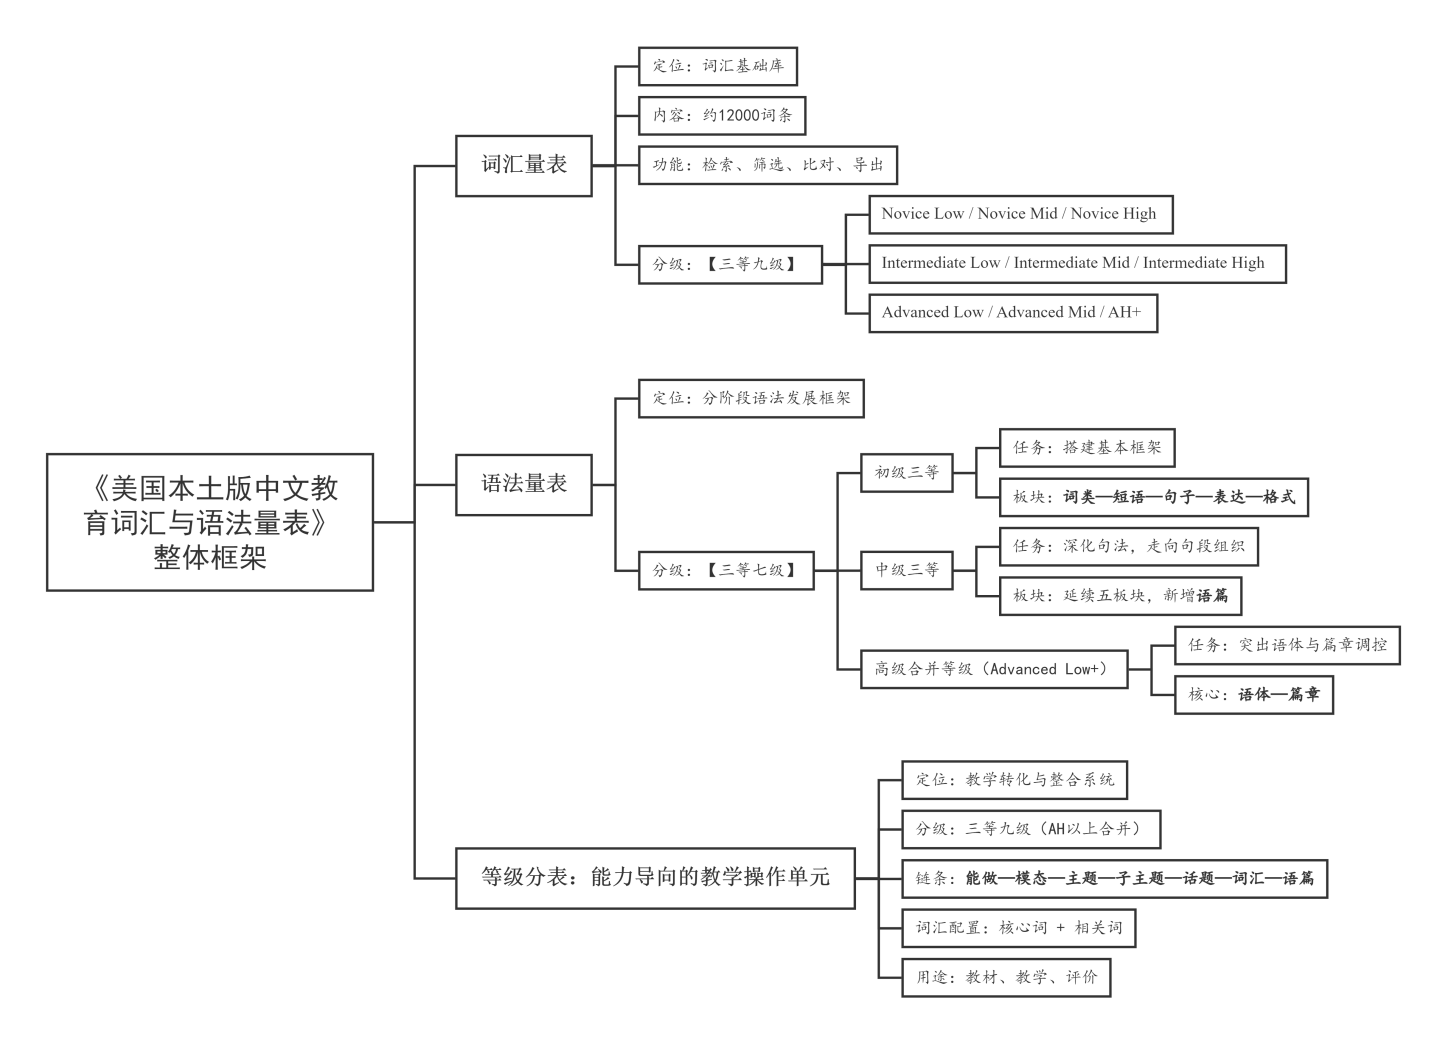 《美国本土版中文教
育词汇与语法量表》
整体框架
词汇量表
定位：词汇基础库
内容：约12000词条
功能：检索、筛选、比对、导出
分级：【三等九级】
Novice Low / Novice Mid / Novice High
Intermediate Low / Intermediate Mid / Intermediate High
Advanced Low / Advanced Mid / AH+
语法量表
定位：分阶段语法发展框架
分级：【三等七级】
初级三等
任务：搭建基本框架
板块：词类—短语—句子—表达—格式
中级三等
任务：深化句法，走向句段组织
板块：延续五板块，新增语篇
高级合并等级（Advanced Low+）
任务：突出语体与篇章调控
核心：语体—篇章
等级分表：能力导向的教学操作单元
定位：教学转化与整合系统
分级：三等九级（AH以上合并）
链条：能做—模态—主题—子主题—话题—词汇—语篇
词汇配置：核心词 + 相关词
用途：教材、教学、评价